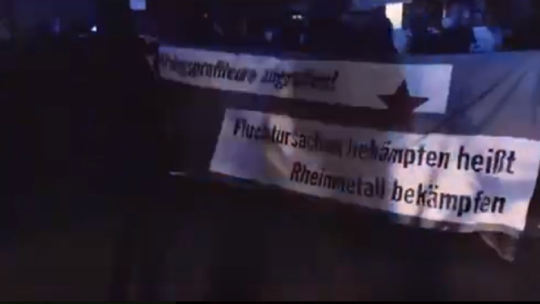 angreifen!
Fluchtursachen bekämpfen heißt
Rheinmetall bekämpfen